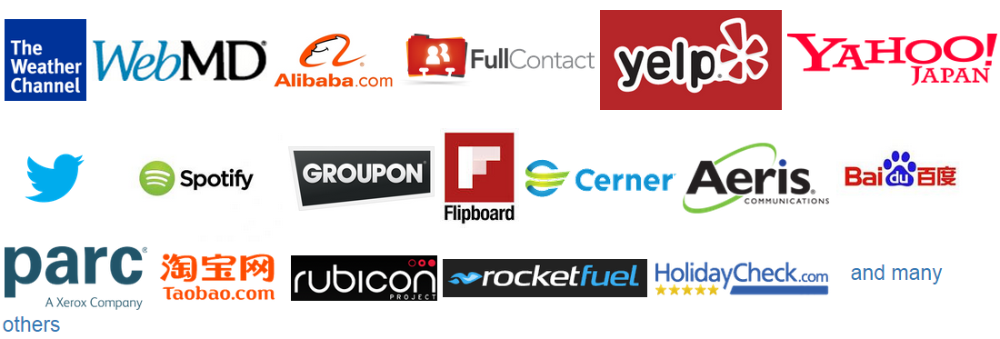 The
Weather
Channel
WebMD®
Alibaba.com
FullContact
yelp
YAHOO!
JAPAN
Spotify
GROUPON
F
Flipboard
Cerner
Aeris®
COMMUNICATIONS
Bai du 百度
parc®
A Xerox Company
淘宝网
Taobao.com
rubicon
PROJECT
rocketfuel
HolidayCheck.com
and many
others